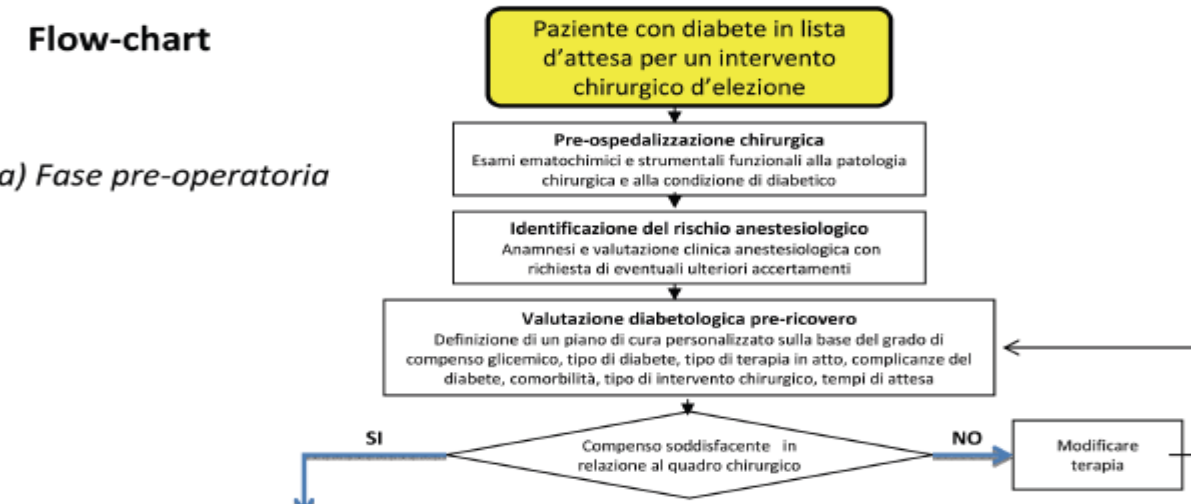 Flow-chart
Paziente con diabete in lista
d'attesa per un intervento
chirurgico d'elezione
a) Fase pre-operatoria
Pre-ospedalizzazione chirurgica
Esami ematochimici e strumentali funzionali alla patologia
chirurgica e alla condizione di diabetico
Identificazione del rischio anestesiologico
Anamnesi e valutazione clinica anestesiologica con
richiesta di eventuali ulteriori accertamenti
Valutazione diabetologica pre-ricovero
Definizione di un piano di cura personalizzato sulla base del grado di
compenso glicemico, tipo di diabete, tipo di terapia in atto, complicanze del
diabete, comorbilità, tipo di intervento chirurgico, tempi di attesa
SI
Compenso soddisfacente in
relazione al quadro chirurgico
NO
Modificare
terapia